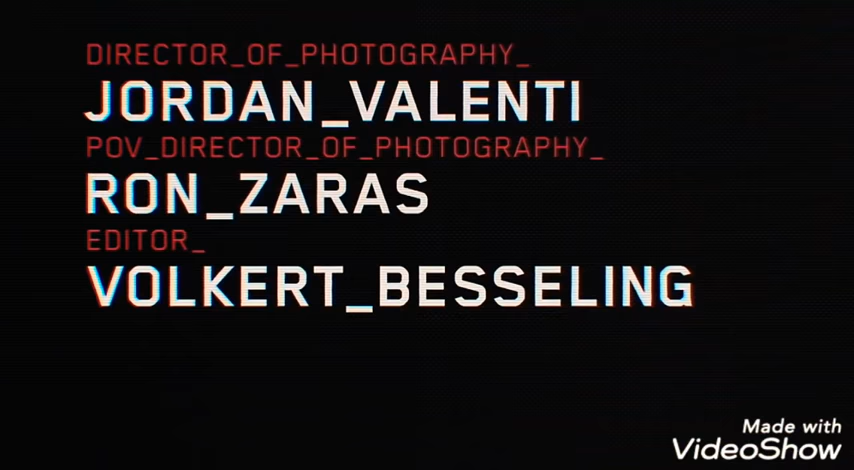 DIRECTOR_OF_PHOTOGRAPHY_
JORDAN_VALENTI
POV_DIRECTOR_OF_PHOTOGRAPHY_
RON_ZARAS
EDITOR_
VOLKERT_BESSELING
Made with
VideoShow